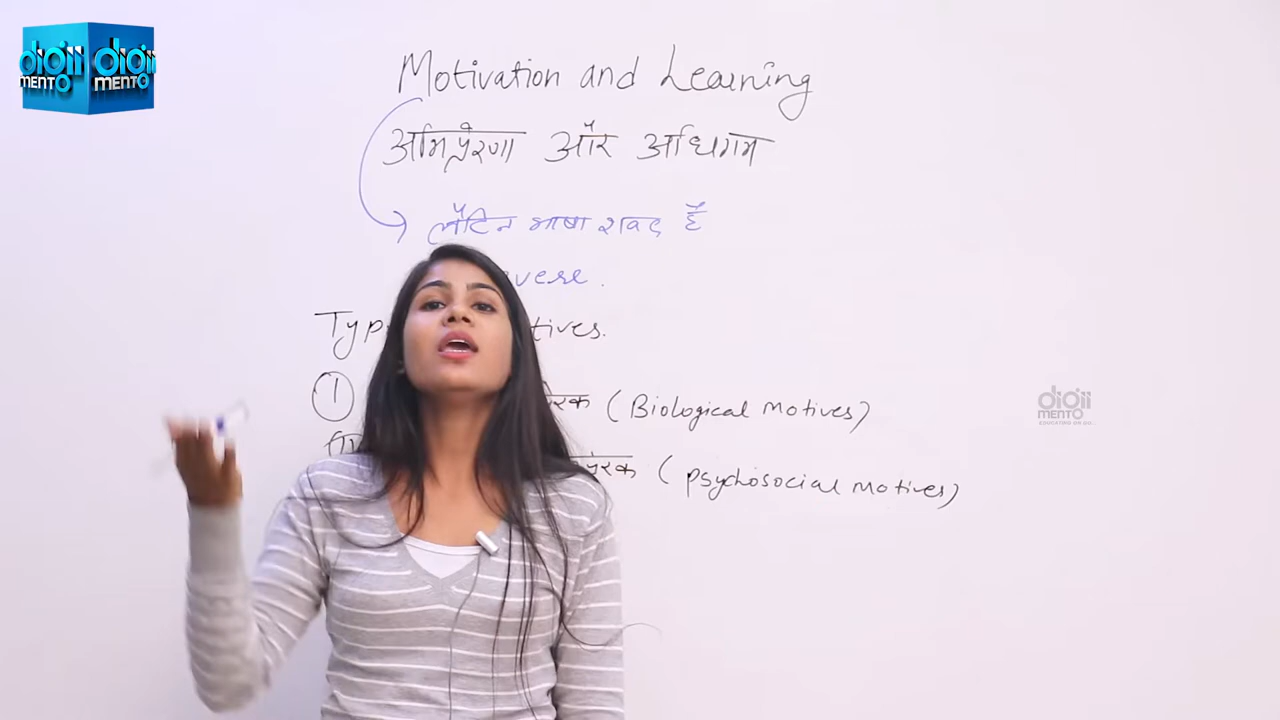 digii digii
MENTO MENTO
Motivation and Learning
अभिप्रेरणा और अधिगम
लैटिन भाषा शवद है
vere.
Typ tives.
1 रक (Biological motives)
प्रेरक (psychosocial motives)
digii
MENTO